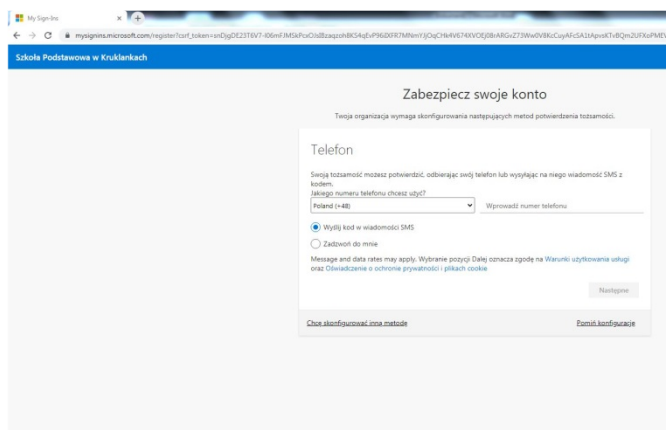 My Sign-Ins
mysignins.microsoft.com/register?csrf_token=
Szkoła Podstawowa w Kruklankach
Zabezpiecz swoje konto
Twoja organizacja wymaga skonfigurowania następujących metod potwierdzenia tożsamości.
Telefon
Swoją tożsamość możesz potwierdzić, odbierając swój telefon lub wysyłając na niego wiadomość SMS z
kodem.
Jakiego numeru telefonu chcesz użyć?
Poland (+48)
Wprowadź numer telefonu
Wyślij kod w wiadomości SMS
Zadzwoń do mnie
Message and data rates may apply. Wybranie pozycji Dalej oznacza zgodę na Warunki użytkowania usługi
oraz Oświadczenie o ochronie prywatności i plikach cookie
Następne
Chcę skonfigurować inną metodę
Pomiń konfigurację